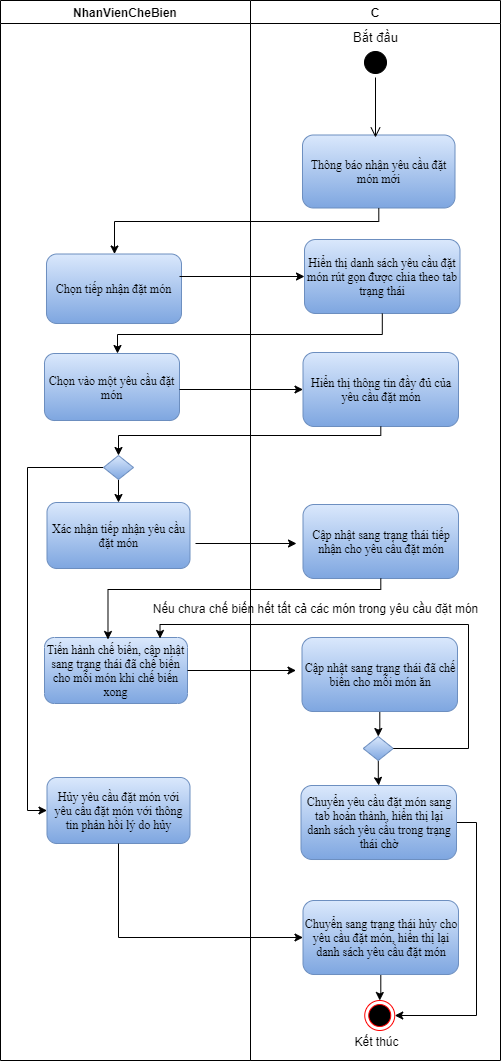 NhanVienCheBien
C
Bắt đầu
Thông báo nhận yêu cầu đặt
món mới
Hiển thị danh sách yêu cầu đặt
món rút gọn được chia theo tab
trạng thái
Chọn tiếp nhận đặt món
Chọn vào một yêu cầu đặt
món
Hiển thị thông tin đầy đủ của
yêu cầu đặt món
Xác nhận tiếp nhận yêu cầu
đặt món
Cập nhật sang trạng thái tiếp
nhận cho yêu cầu đặt món
Nếu chưa chế biến hết tất cả các món trong yêu cầu đặt món
Tiến hành chế biến, cập nhật
sang trạng thái đã chế biến
cho mỗi món khi chế biến
xong
Cập nhật sang trạng thái đã chế
biến cho mỗi món ăn
Hủy yêu cầu đặt món với
yêu cầu đặt món với thông
tin phản hồi lý do hủy
Chuyển yêu cầu đặt món sang
tab hoàn thành, hiển thị lại
danh sách yêu cầu trong trạng
thái chờ
Chuyển sang trạng thái hủy cho
yêu cầu đặt món, hiển thị lại
danh sách yêu cầu đặt món
Kết thúc